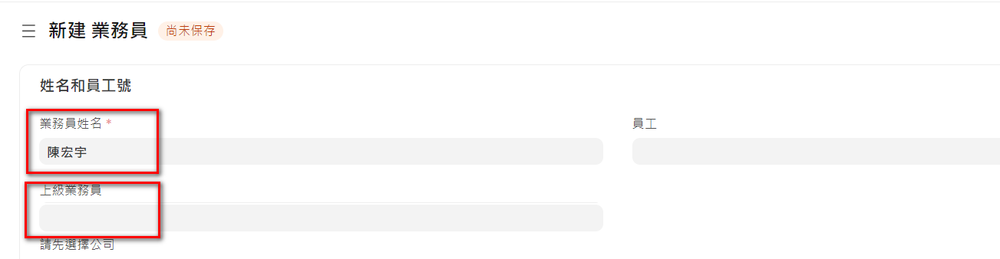 新建 業務員 尚未保存
姓名和員工號
業務員姓名 * 員工
陳宏宇
上級業務員
請先選擇公司